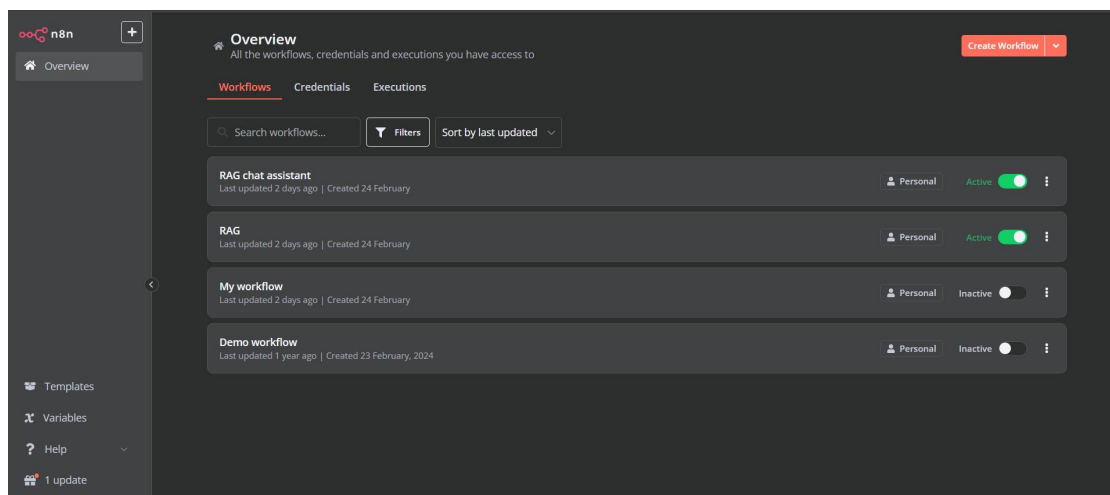 n8n
Overview
Templates
Variables
Help
1 update
Overview
All the workflows, credentials and executions you have access to
Create Workflow
Workflows Credentials Executions
Search workflows... Filters Sort by last updated
RAG chat assistant
Last updated 2 days ago | Created 24 February
Personal Active
RAG
Last updated 2 days ago | Created 24 February
Personal Active
My workflow
Last updated 2 days ago | Created 24 February
Personal Inactive
Demo workflow
Last updated 1 year ago | Created 23 February, 2024
Personal Inactive